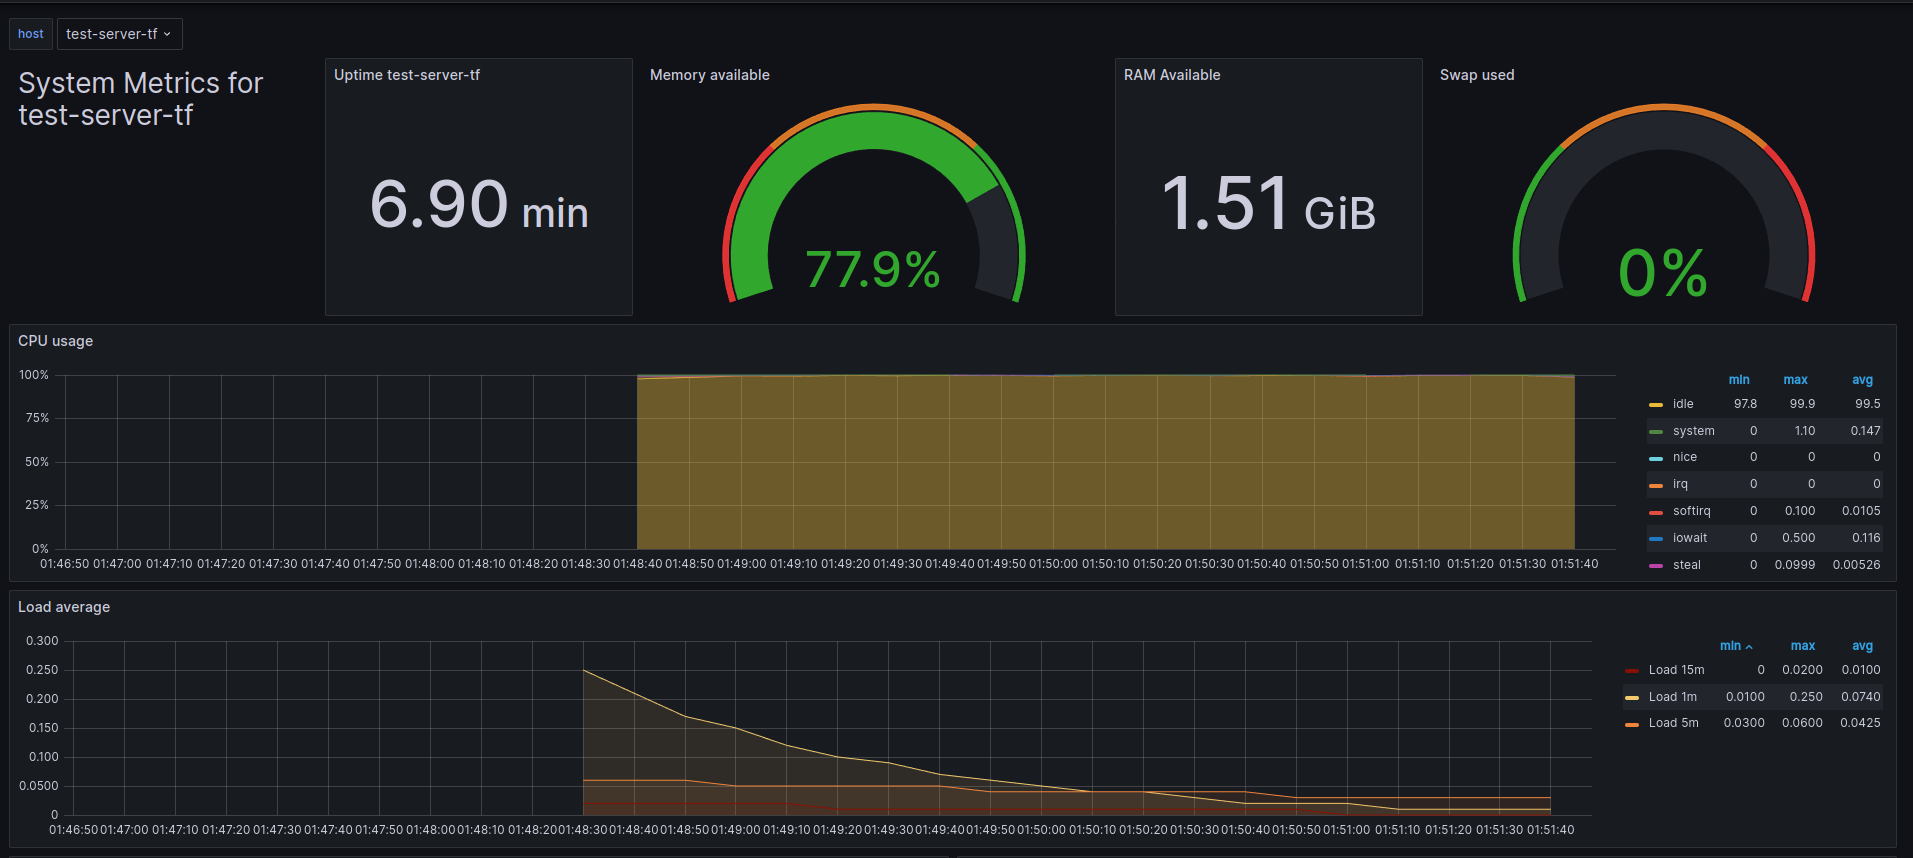 host test-server-tf
System Metrics for
test-server-tf
Uptime test-server-tf
6.90 min
Memory available
77.9%
RAM Available
1.51 GiB
Swap used
0%
CPU usage
100%
75%
50%
25%
0%
01:46:50 01:47:00 01:47:10 01:47:20 01:47:30 01:47:40 01:47:50 01:48:00 01:48:10 01:48:20 01:48:30 01:48:40 01:48:50 01:49:00 01:49:10 01:49:20 01:49:30 01:49:40 01:49:50 01:50:00 01:50:10 01:50:20 01:50:30 01:50:40 01:50:50 01:51:00 01:51:10 01:51:20 01:51:30 01:51:40
min max avg
idle 97.8 99.9 99.5
system 0 1.10 0.147
nice 0 0 0
irq 0 0 0
softirq 0 0.100 0.0105
iowait 0 0.500 0.116
steal 0 0.0999 0.00526
Load average
0.300
0.250
0.200
0.150
0.100
0.0500
0
01:46:50 01:47:00 01:47:10 01:47:20 01:47:30 01:47:40 01:47:50 01:48:00 01:48:10 01:48:20 01:48:30 01:48:40 01:48:50 01:49:00 01:49:10 01:49:20 01:49:30 01:49:40 01:49:50 01:50:00 01:50:10 01:50:20 01:50:30 01:50:40 01:50:50 01:51:00 01:51:10 01:51:20 01:51:30 01:51:40
min max avg
Load 15m 0 0.0200 0.0100
Load 1m 0.0100 0.250 0.0740
Load 5m 0.0300 0.0600 0.0425